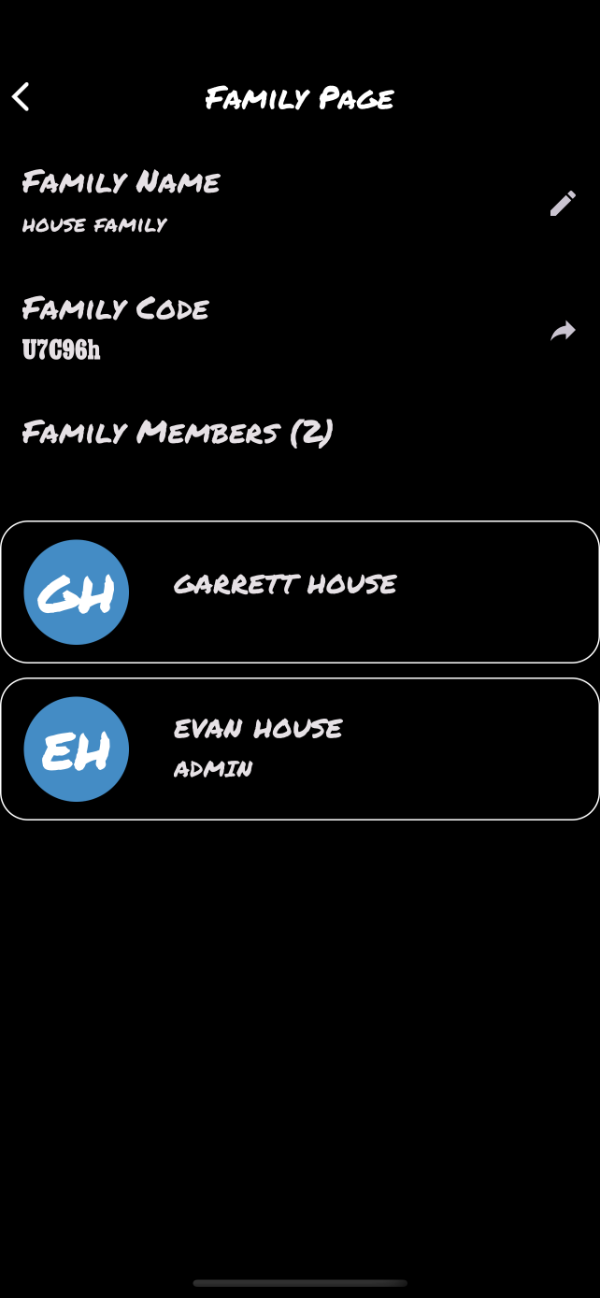 Family Page
Family Name
house family
Family Code
U7C96h
Family Members (2)
GH
GARRETT HOUSE
EH
EVAN HOUSE
ADMIN